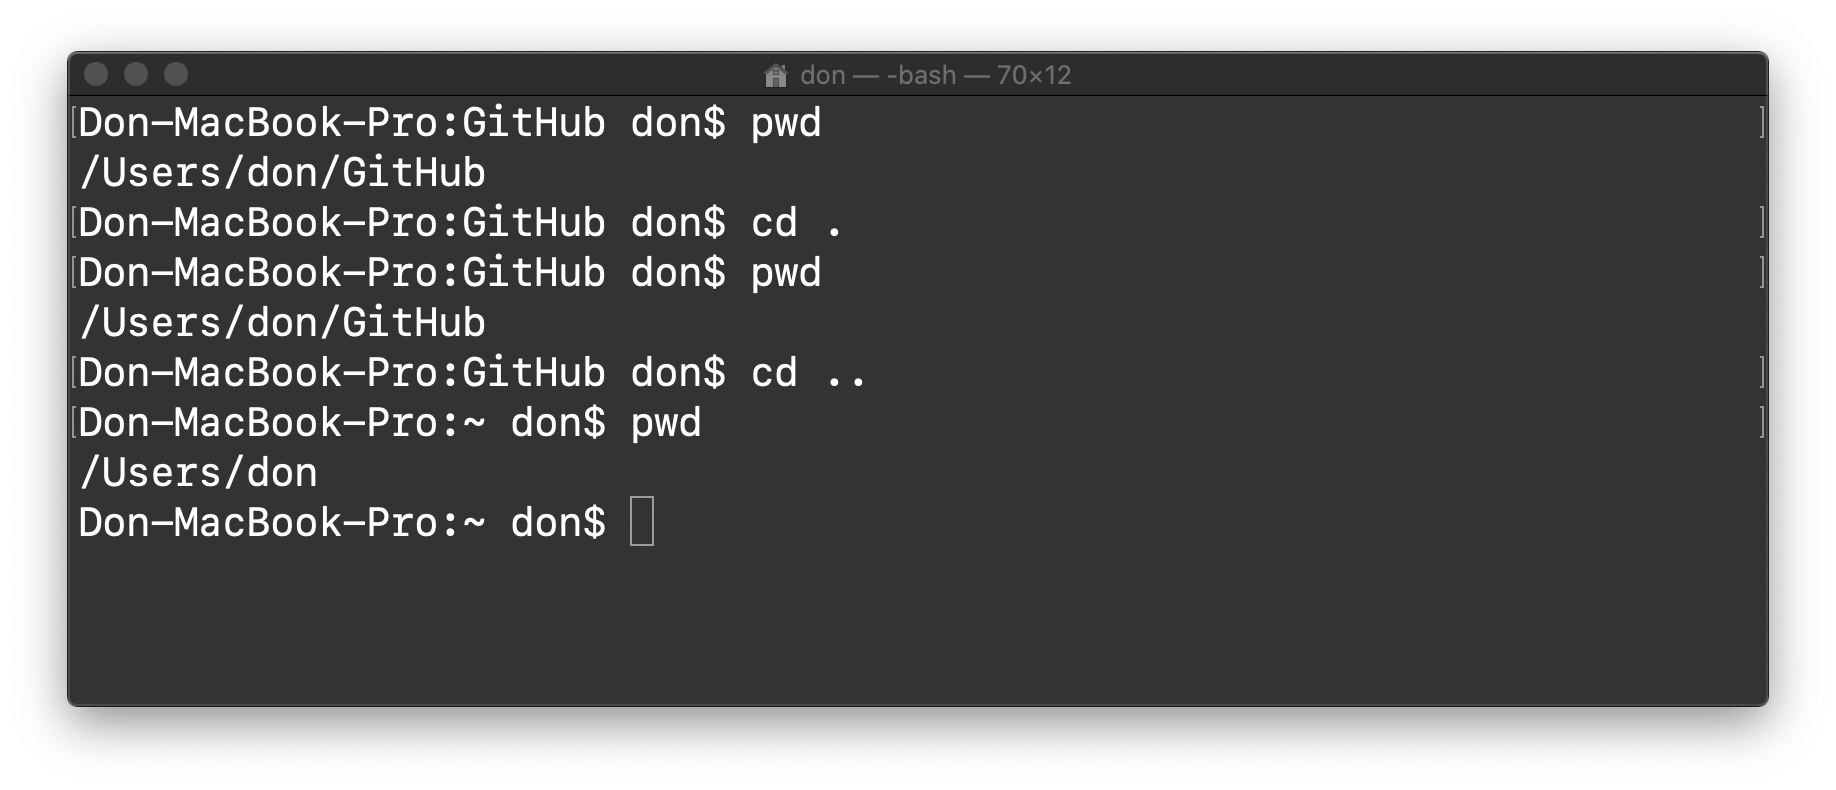 don — -bash — 70×12
[Don-MacBook-Pro:GitHub don$ pwd ]
/Users/don/GitHub
[Don-MacBook-Pro:GitHub don$ cd . ]
[Don-MacBook-Pro:GitHub don$ pwd ]
/Users/don/GitHub
[Don-MacBook-Pro:GitHub don$ cd .. ]
[Don-MacBook-Pro:~ don$ pwd ]
/Users/don
Don-MacBook-Pro:~ don$